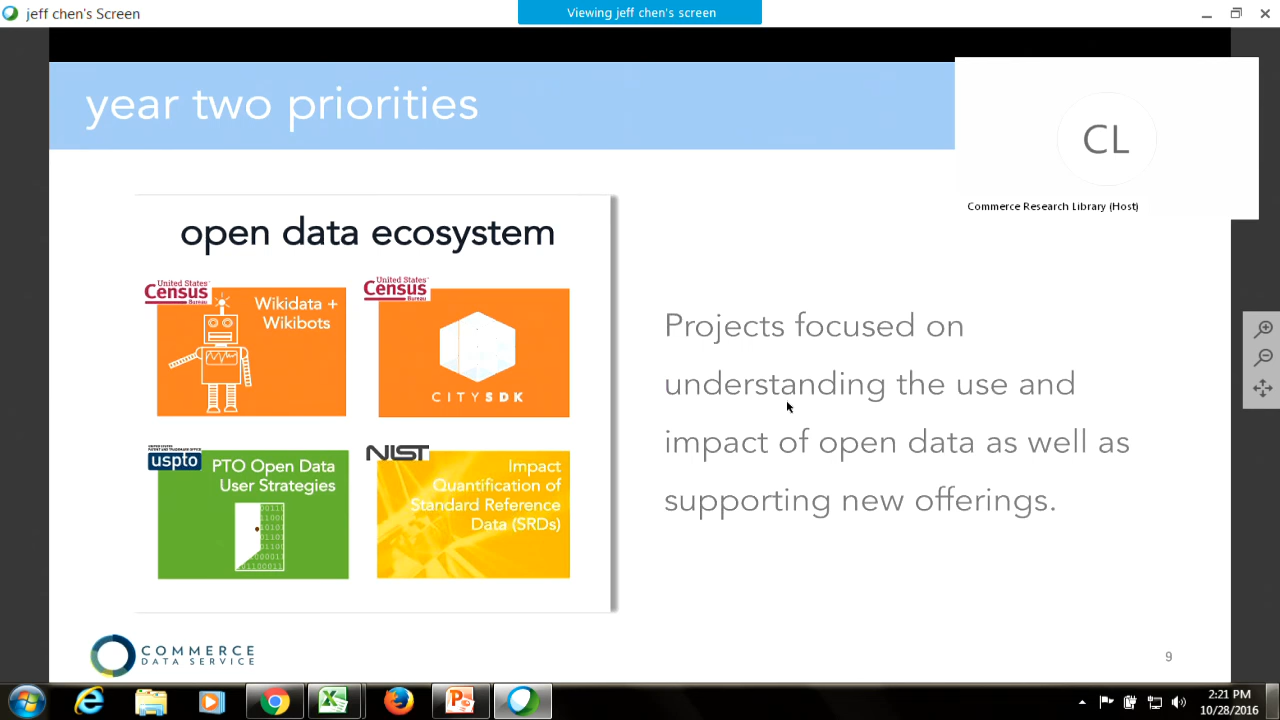 jeff chen's Screen
Viewing jeff chen's screen
year two priorities
CL
Commerce Research Library (Host)
open data ecosystem
United States
Census
Bureau
Wikidata +
Wikibots
United States
Census
Bureau
CITYSDK
uspto
PTO Open Data
User Strategies
NIST
Impact
Quantification of
Standard Reference
Data (SRDs)
Projects focused on
understanding the use and
impact of open data as well as
supporting new offerings.
COMMERCE
DATA SERVICE
9
2:21 PM
10/28/2016